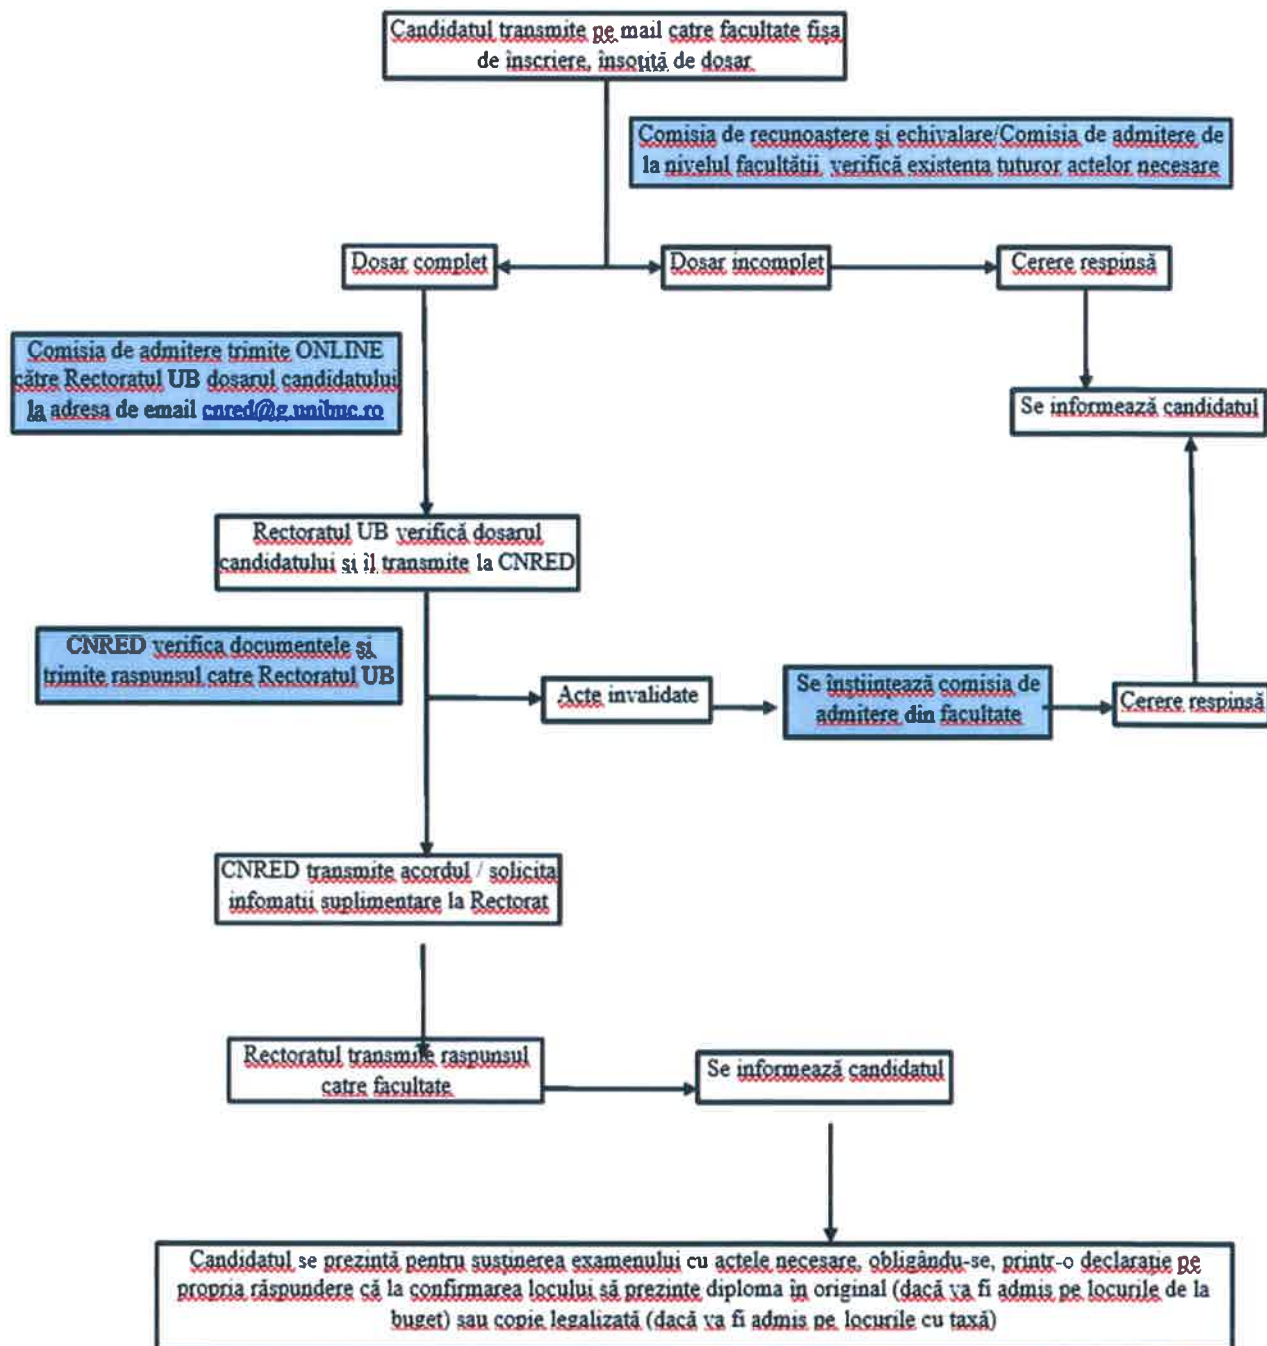 Candidatul transmite pe mail catre facultate fișa
de înscriere, însoțită de dosar
Comisia de recunoaștere și echivalare/Comisia de admitere de
la nivelul facultății verifică existenta tuturor actelor necesare
Dosar complet
Dosar incomplet
Cerere respinsă
Comisia de admitere trimite ONLINE
către Rectoratul UB dosarul candidatului
la adresa de email cnred@g.unibuc.ro
Se informează candidatul
Rectoratul UB verifică dosarul
candidatului și îl transmite la CNRED
CNRED verifica documentele și
trimite raspunsul catre Rectoratul UB
Acte invalidate
Se înștiințează comisia de
admitere din facultate
Cerere respinsă
CNRED transmite acordul / solicita
infomatii suplimentare la Rectorat
Rectoratul transmite raspunsul
catre facultate
Se informează candidatul
Candidatul se prezintă pentru susținerea examenului cu actele necesare, obligându-se, printr-o declarație pe
propria răspundere că la confirmarea locului să prezinte diploma în original (dacă va fi admis pe locurile de la
buget) sau copie legalizată (dacă va fi admis pe locurile cu taxă)